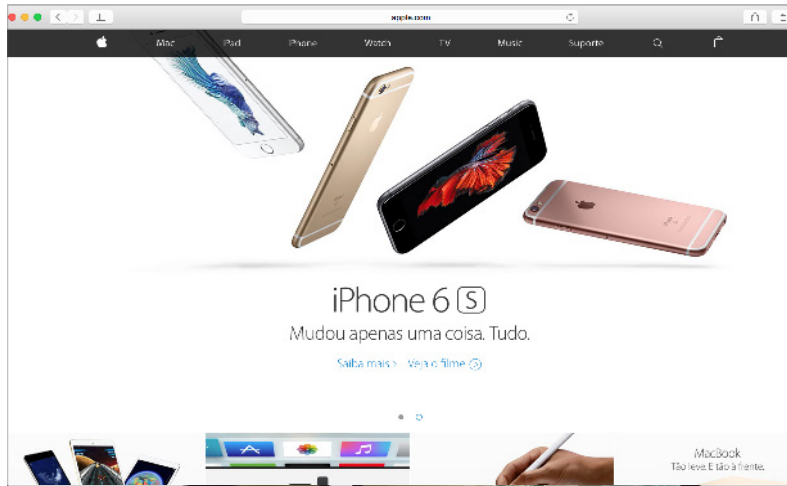 apple.com
Mac iPad iPhone Watch TV Music Suporte
iPhone 6 S
Mudou apenas uma coisa. Tudo.
Saiba mais > Veja o filme
MacBook
Tão leve. E tão à frente.